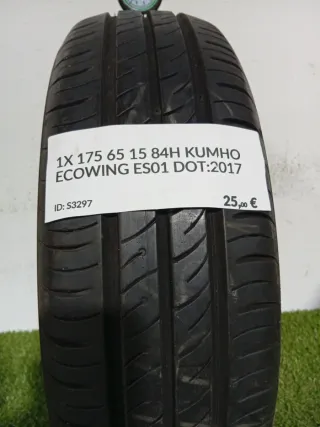 1X 175 65 15 84H KUMHO
ECOWING ES01 DOT:2017
ID: S3297 25,00 €